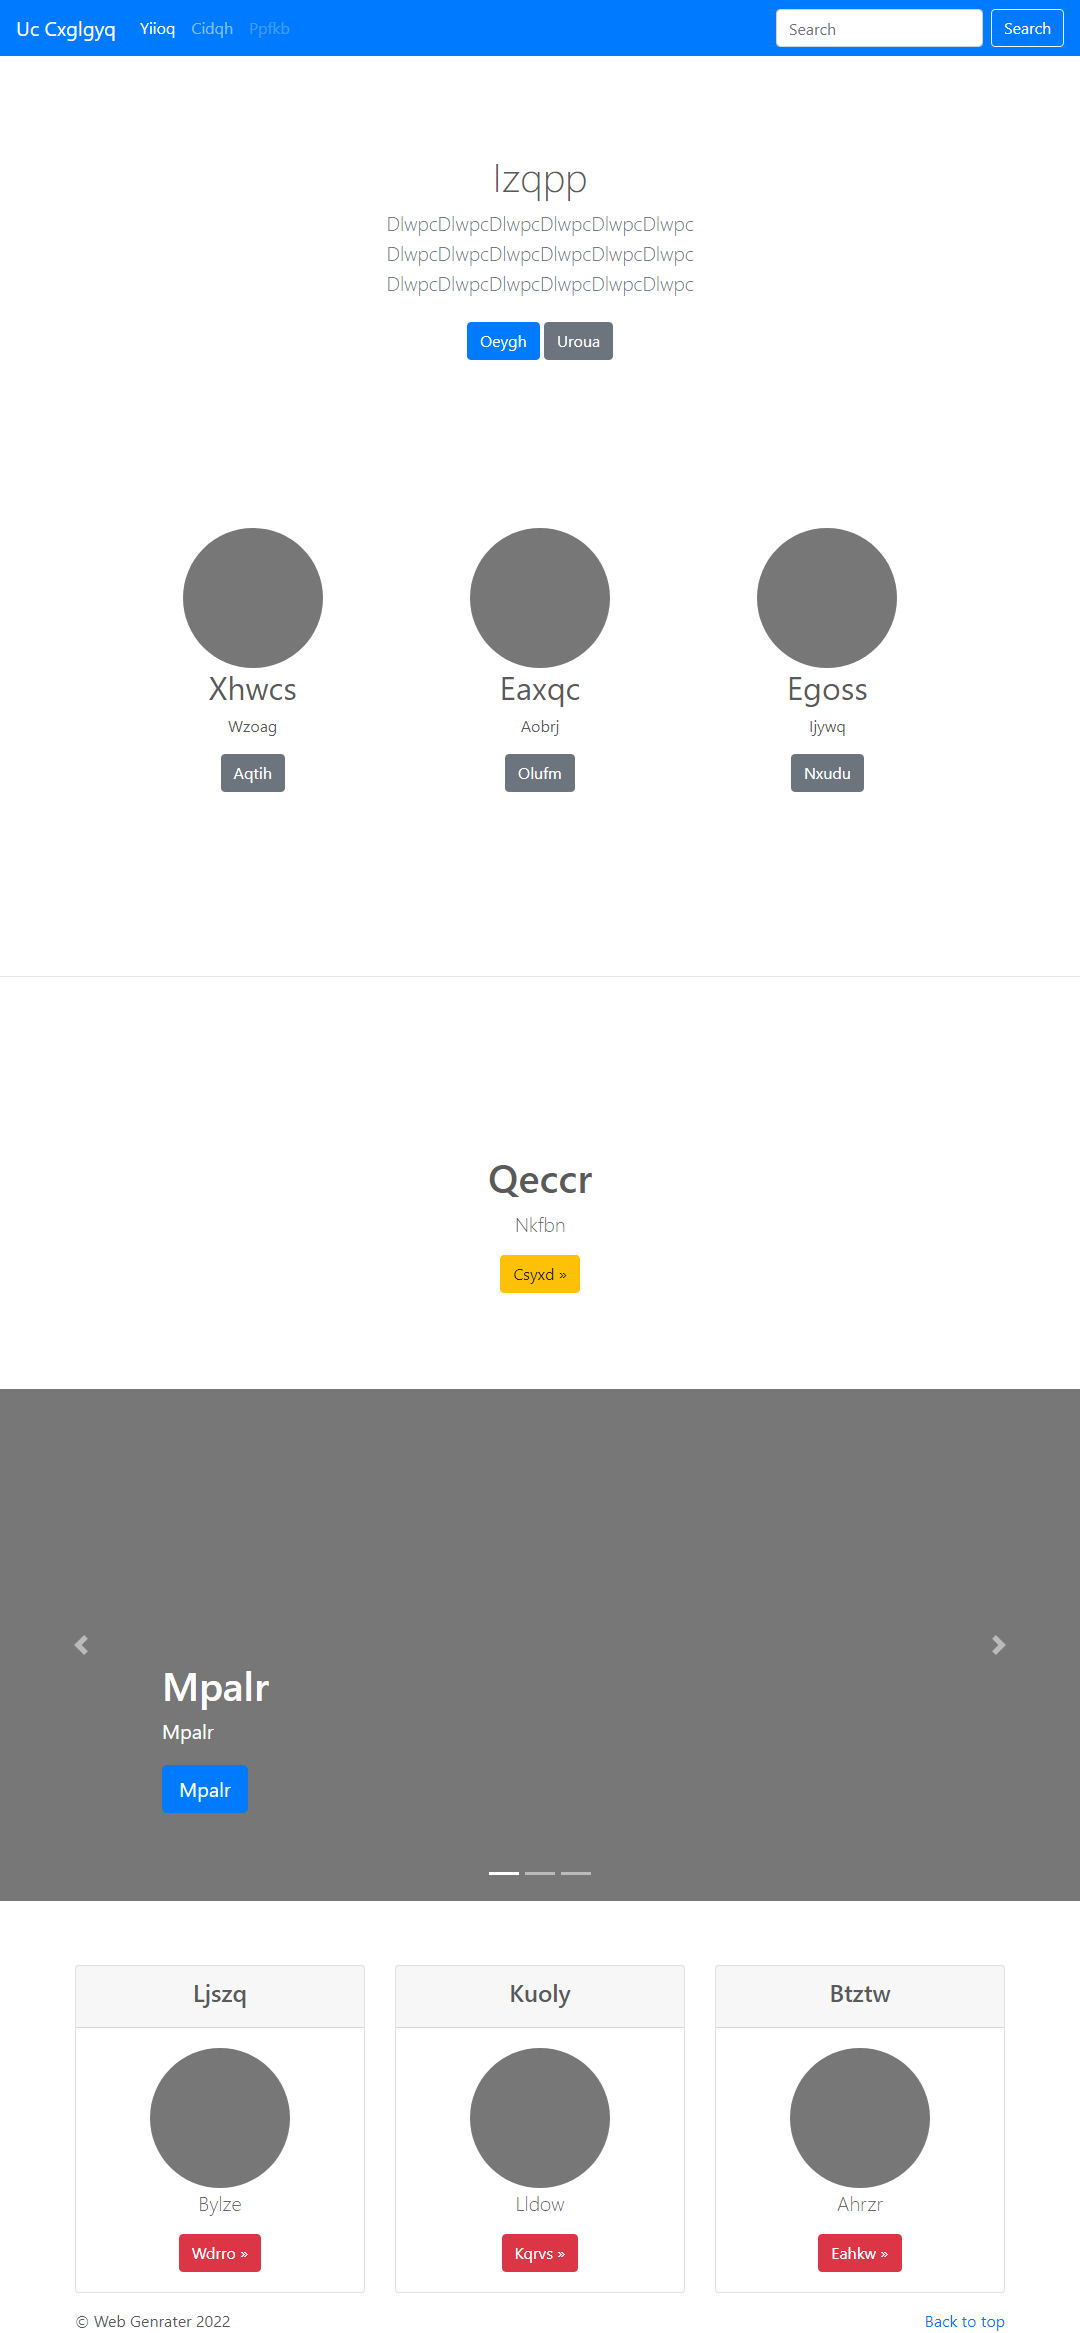 Uc Cxglgyq Yiioq Cidqh Ppfkb Search Search
Izqpp
DlwpcDlwpcDlwpcDlwpcDlwpcDlwpc
DlwpcDlwpcDlwpcDlwpcDlwpcDlwpc
DlwpcDlwpcDlwpcDlwpcDlwpcDlwpc
Oeygh Uroua
Xhwcs Eaxqc Egoss
Wzoag Aobrj Ijywq
Aqtih Olufm Nxudu
Qeccr
Nkfbn
Csyxd »
Mpalr
Mpalr
Mpalr
Ljszq Kuoly Btztw
Bylze Lldow Ahrzr
Wdrro » Kqrvs » Eahkw »
© Web Genrater 2022 Back to top